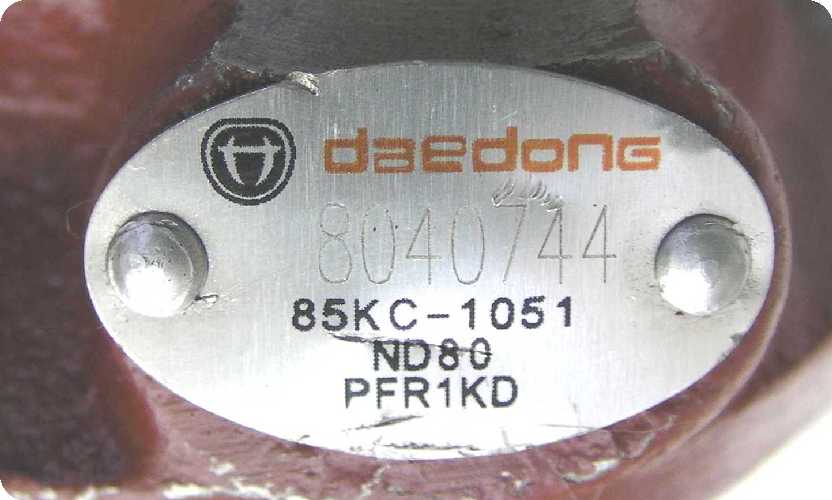 daedong
8040744
85KC-1051
ND80
PFR1KD